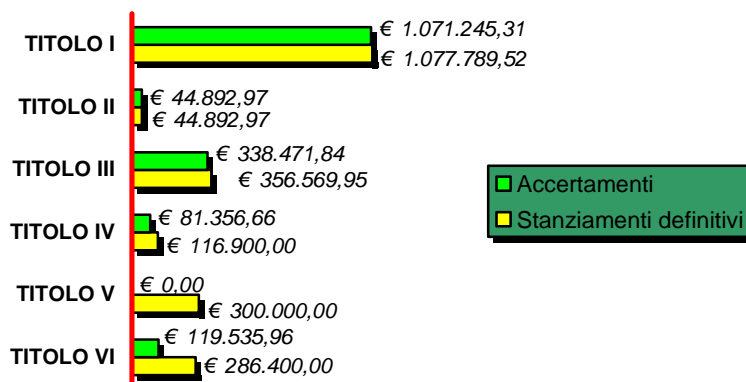 TITOLO I
€ 1.071.245,31
€ 1.077.789,52
TITOLO II
€ 44.892,97
€ 44.892,97
TITOLO III
€ 338.471,84
€ 356.569,95
TITOLO IV
€ 81.356,66
€ 116.900,00
TITOLO V
€ 0,00
€ 300.000,00
TITOLO VI
€ 119.535,96
€ 286.400,00
Accertamenti
Stanziamenti definitivi